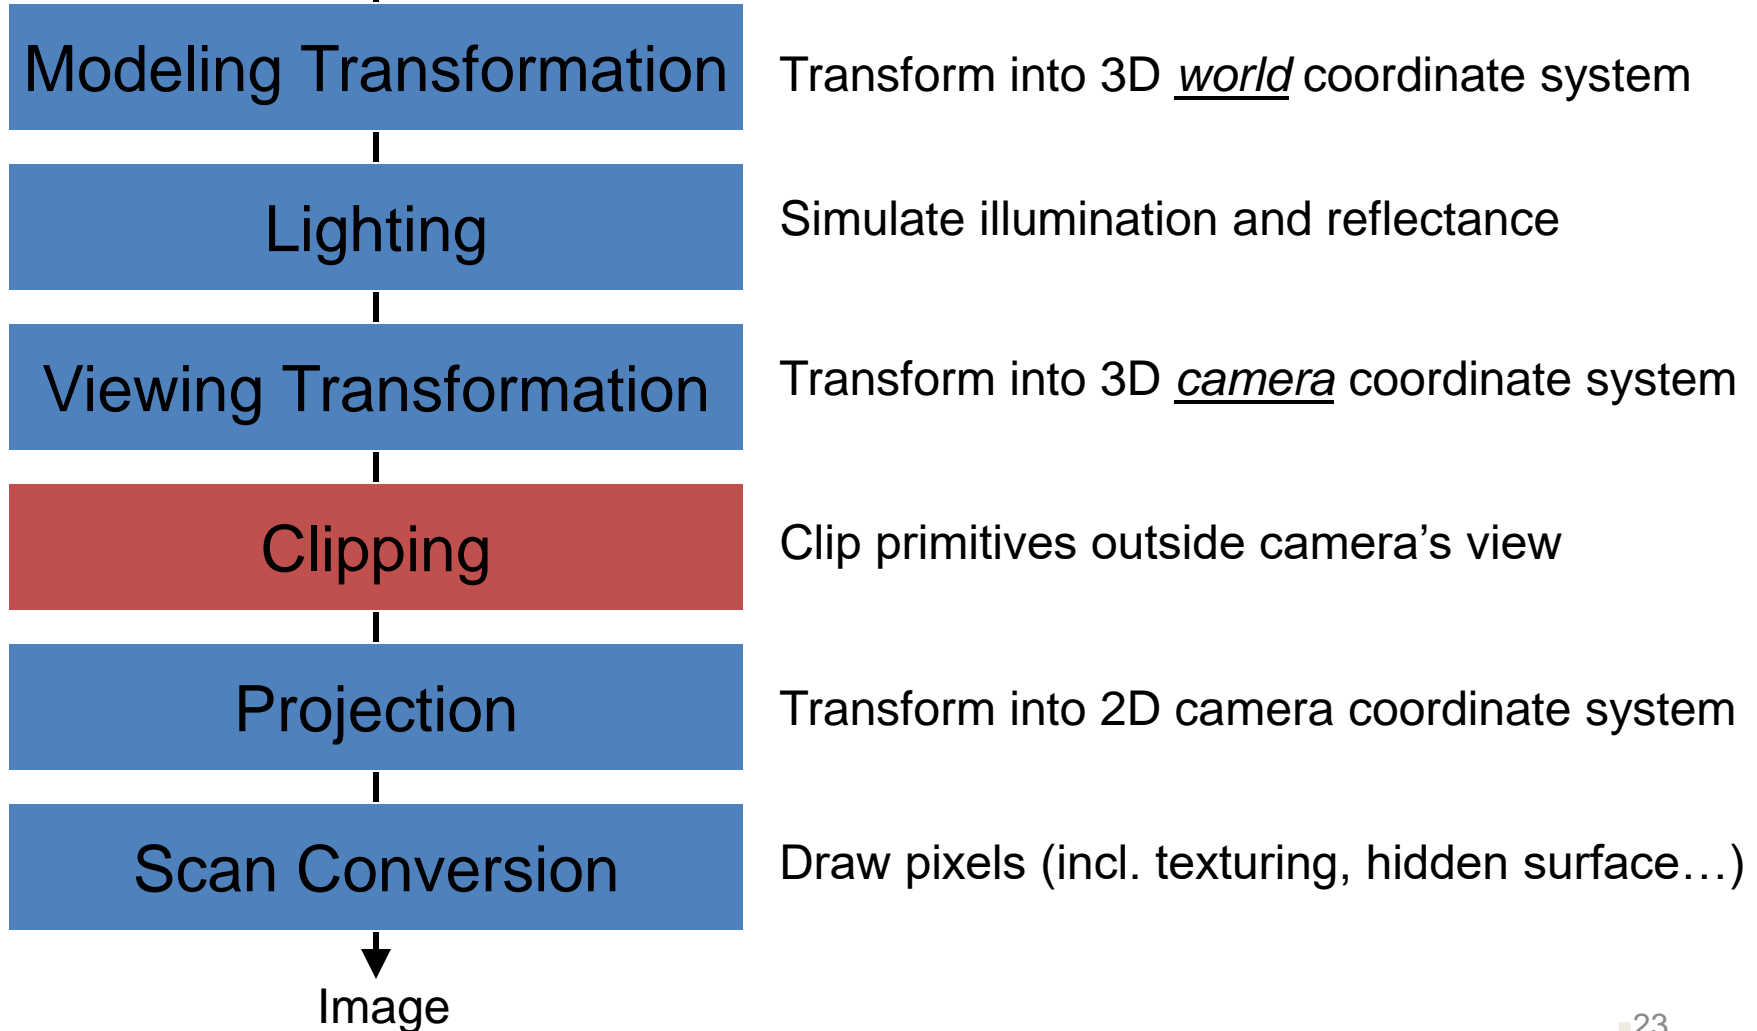 Modeling Transformation
Transform into 3D world coordinate system
Lighting
Simulate illumination and reflectance
Viewing Transformation
Transform into 3D camera coordinate system
Clipping
Clip primitives outside camera’s view
Projection
Transform into 2D camera coordinate system
Scan Conversion
Draw pixels (incl. texturing, hidden surface…)
Image
23